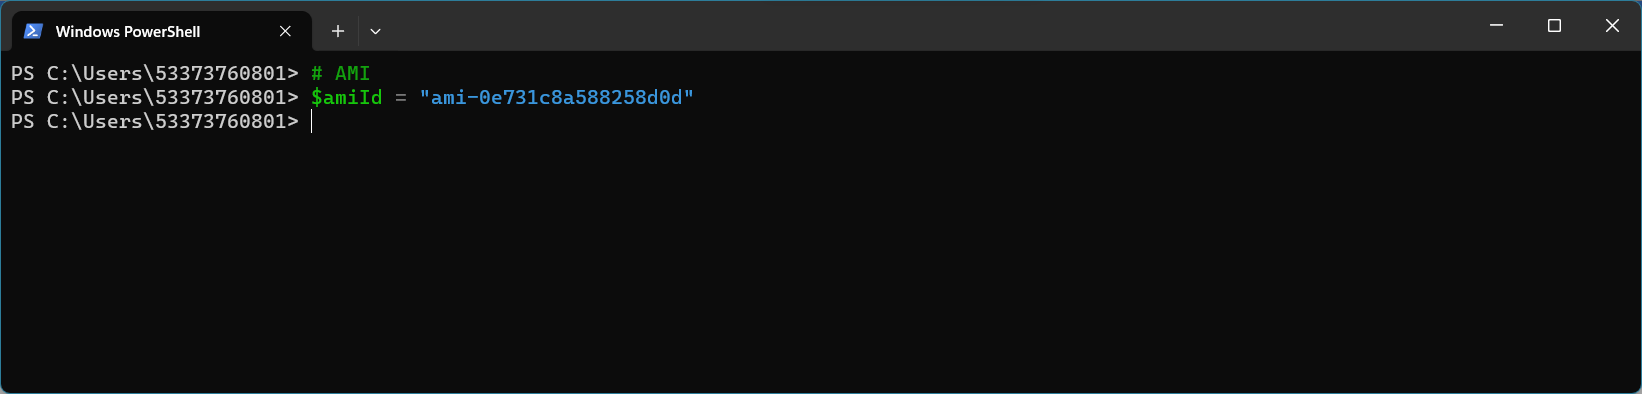 Windows PowerShell
PS C:\Users\53373760801> # AMI
PS C:\Users\53373760801> $amiId = "ami-0e731c8a588258d0d"
PS C:\Users\53373760801>